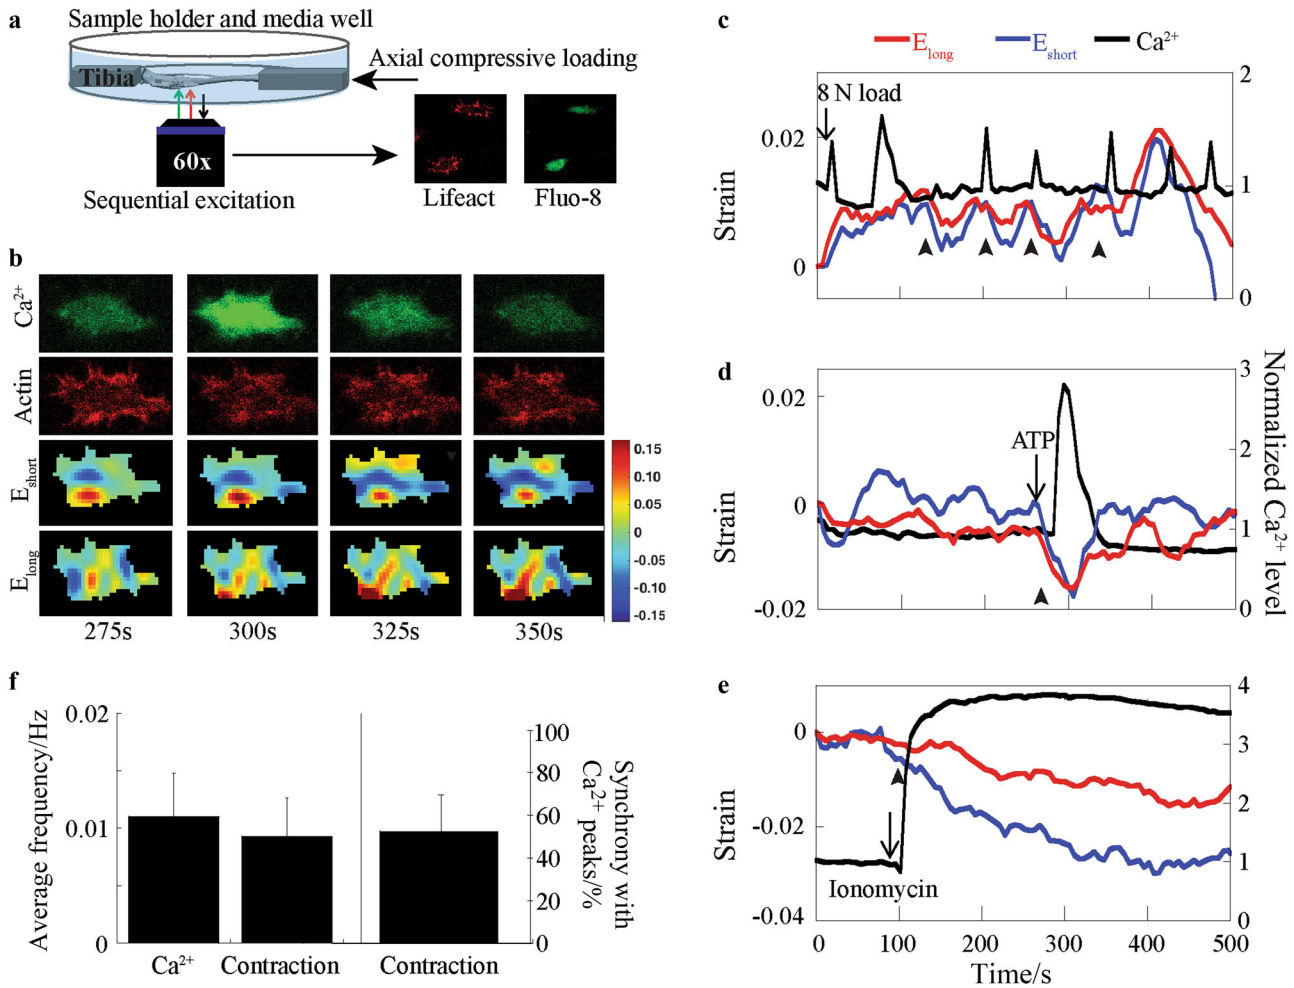 a
Sample holder and media well
Tibia
Axial compressive loading
60x
Sequential excitation
Lifeact
Fluo-8
b
Ca²⁺
Actin
E_short
E_long
0.15
0.10
0.05
0
-0.05
-0.10
-0.15
275s
300s
325s
350s
f
0.02
0.01
0
Average frequency/Hz
100
80
60
40
20
0
Synchrony with
Ca²⁺ peaks/%
Ca²⁺
Contraction
Contraction
c
E_long
E_short
Ca²⁺
8 N load
0.02
0
Strain
2
1
0
d
ATP
0.02
0
-0.02
Strain
3
2
1
0
Normalized Ca²⁺ level
e
Ionomycin
0
-0.02
-0.04
Strain
4
3
2
1
0
0
100
200
300
400
500
Time/s